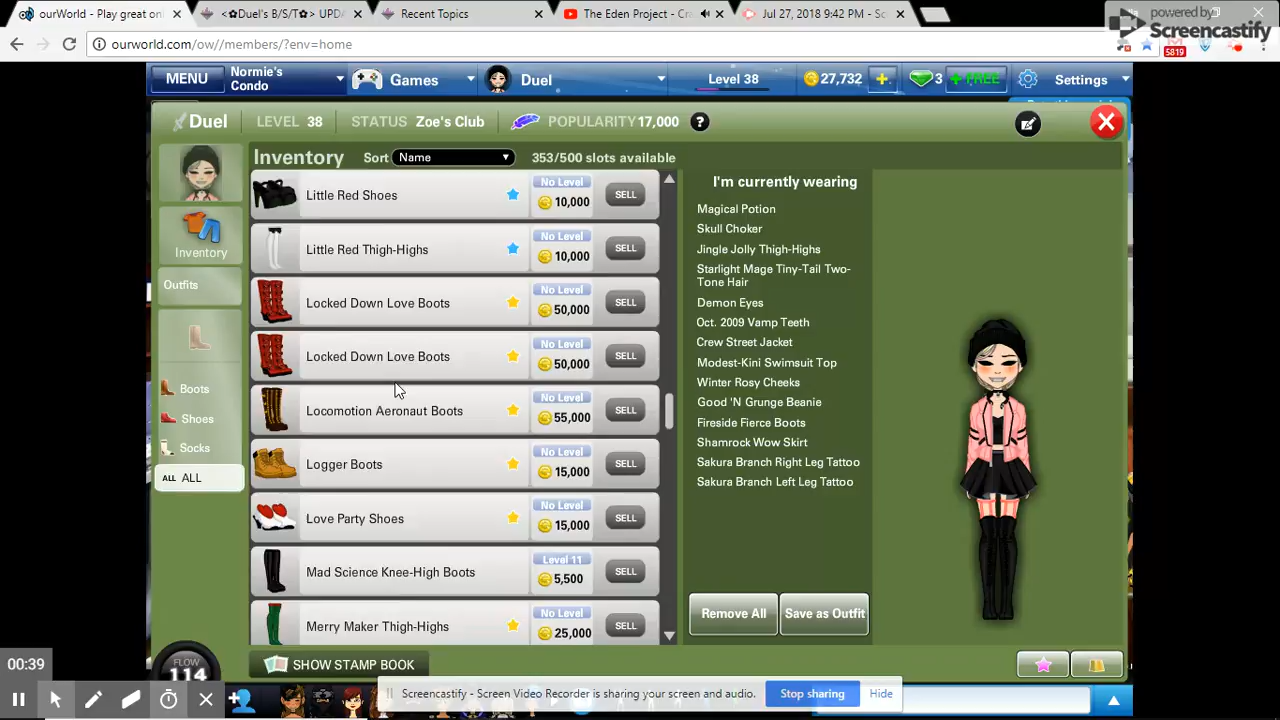 ourWorld - Play great onl
<✿Duel's B/S/T✿> UPDA
Recent Topics
The Eden Project - Cr
Jul 27, 2018 9:42 PM - Sc
powered by
Screencastify
ourworld.com/ow//members/?env=home
5819
MENU
Normie's
Condo
Games
Duel
Level 38
27,732
+
3
+ FREE
Settings
Duel
LEVEL 38
STATUS Zoe's Club
POPULARITY 17,000
?
Inventory
Sort
Name
353/500 slots available
Inventory
Outfits
Boots
Shoes
Socks
ALL ALL
Little Red Shoes
No Level
10,000
SELL
Little Red Thigh-Highs
No Level
10,000
SELL
Locked Down Love Boots
No Level
50,000
SELL
Locked Down Love Boots
No Level
50,000
SELL
Locomotion Aeronaut Boots
No Level
55,000
SELL
Logger Boots
No Level
15,000
SELL
Love Party Shoes
No Level
15,000
SELL
Mad Science Knee-High Boots
Level 11
5,500
SELL
Merry Maker Thigh-Highs
No Level
25,000
SELL
I'm currently wearing
Magical Potion
Skull Choker
Jingle Jolly Thigh-Highs
Starlight Mage Tiny-Tail Two-
Tone Hair
Demon Eyes
Oct. 2009 Vamp Teeth
Crew Street Jacket
Modest-Kini Swimsuit Top
Winter Rosy Cheeks
Good 'N Grunge Beanie
Fireside Fierce Boots
Shamrock Wow Skirt
Sakura Branch Right Leg Tattoo
Sakura Branch Left Leg Tattoo
Remove All
Save as Outfit
FLOW
114
SHOW STAMP BOOK
00:39
Screencastify - Screen Video Recorder is sharing your screen and audio.
Stop sharing
Hide